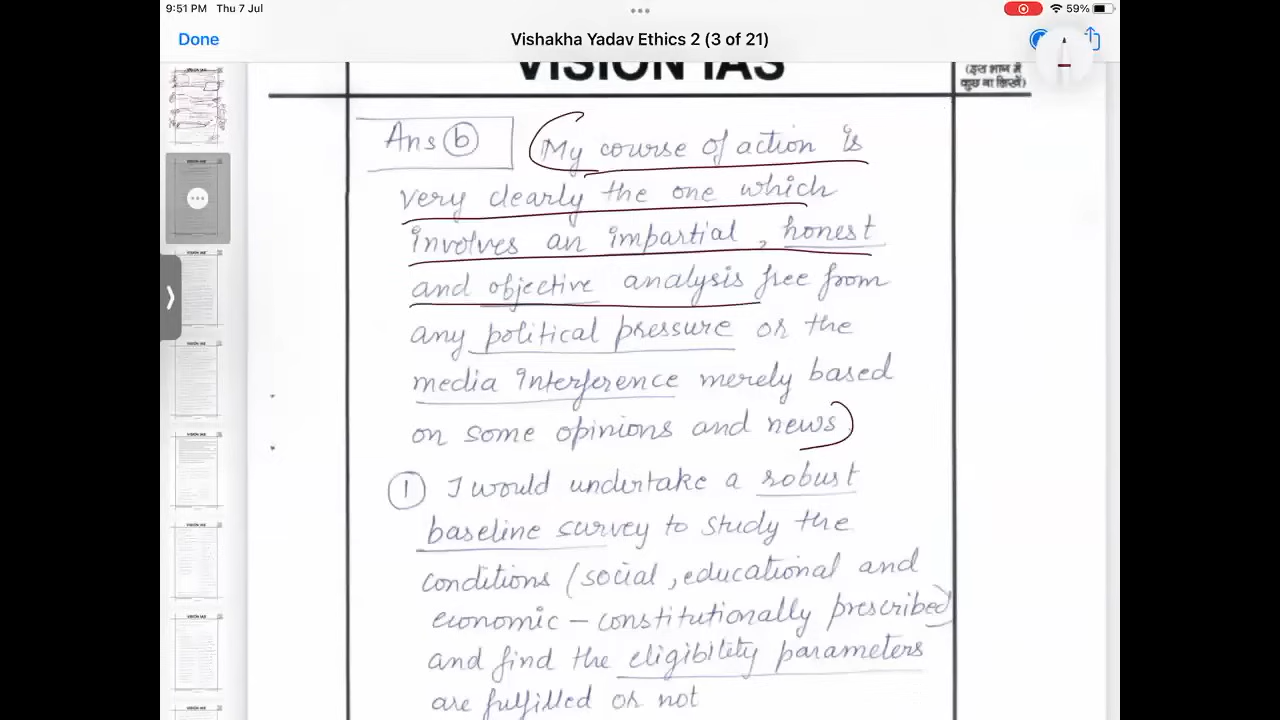 9:51 PM Thu 7 Jul
59%
Done
Vishakha Yadav Ethics 2 (3 of 21)
VISION IAS
(इस भाग में
कुछ ना लिखें)
Ans (b) My course of action is
very clearly the one which
involves an impartial, honest
and objective analysis free from
any political pressure or the
media interference merely based
on some opinions and news
(1) I would undertake a robust
baseline survey to study the
conditions (social, educational and
economic – constitutionally prescribed)
and find the eligibility parameters
are fulfilled or not